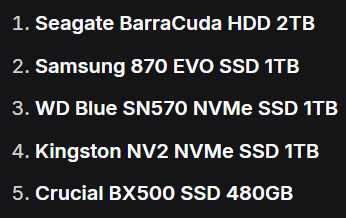 1. Seagate BarraCuda HDD 2TB
2. Samsung 870 EVO SSD 1TB
3. WD Blue SN570 NVMe SSD 1TB
4. Kingston NV2 NVMe SSD 1TB
5. Crucial BX500 SSD 480GB